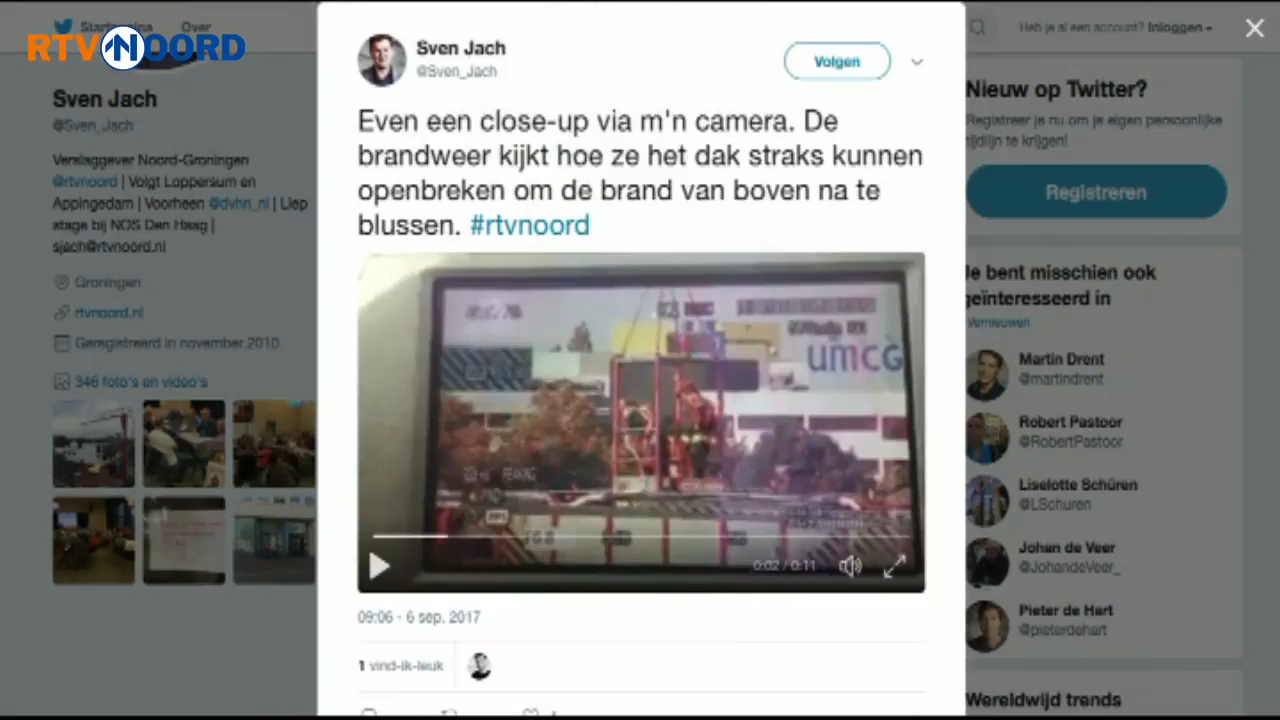 Startpagina Over
RTV NOORD
Heb je al een account? Inloggen
Sven Jach
@Sven_Jach
Verslaggever Noord-Groningen
@rtvnoord | Volgt Loppersum en
Appingedam | Voorheen @dvhn_nl | Liep
stage bij NOS Den Haag |
sjach@rtvnoord.nl
Groningen
rtvnoord.nl
Geregistreerd in november 2010
346 foto's en video's
Sven Jach
@Sven_Jach
Volgen
Even een close-up via m'n camera. De
brandweer kijkt hoe ze het dak straks kunnen
openbreken om de brand van boven na te
blussen. #rtvnoord
umcg
0:02 / 0:11
09:06 - 6 sep. 2017
1 vind-ik-leuk
Nieuw op Twitter?
Registreer je nu om je eigen persoonlijke
tijdlijn te krijgen!
Registreren
Je bent misschien ook
geïnteresseerd in
Vernieuwen
Martin Drent
@martindrent
Robert Pastoor
@RobertPastoor
Liselotte Schüren
@LSchuren
Johan de Veer
@JohandeVeer_
Pieter de Hart
@pieterdehart
Wereldwijd trends